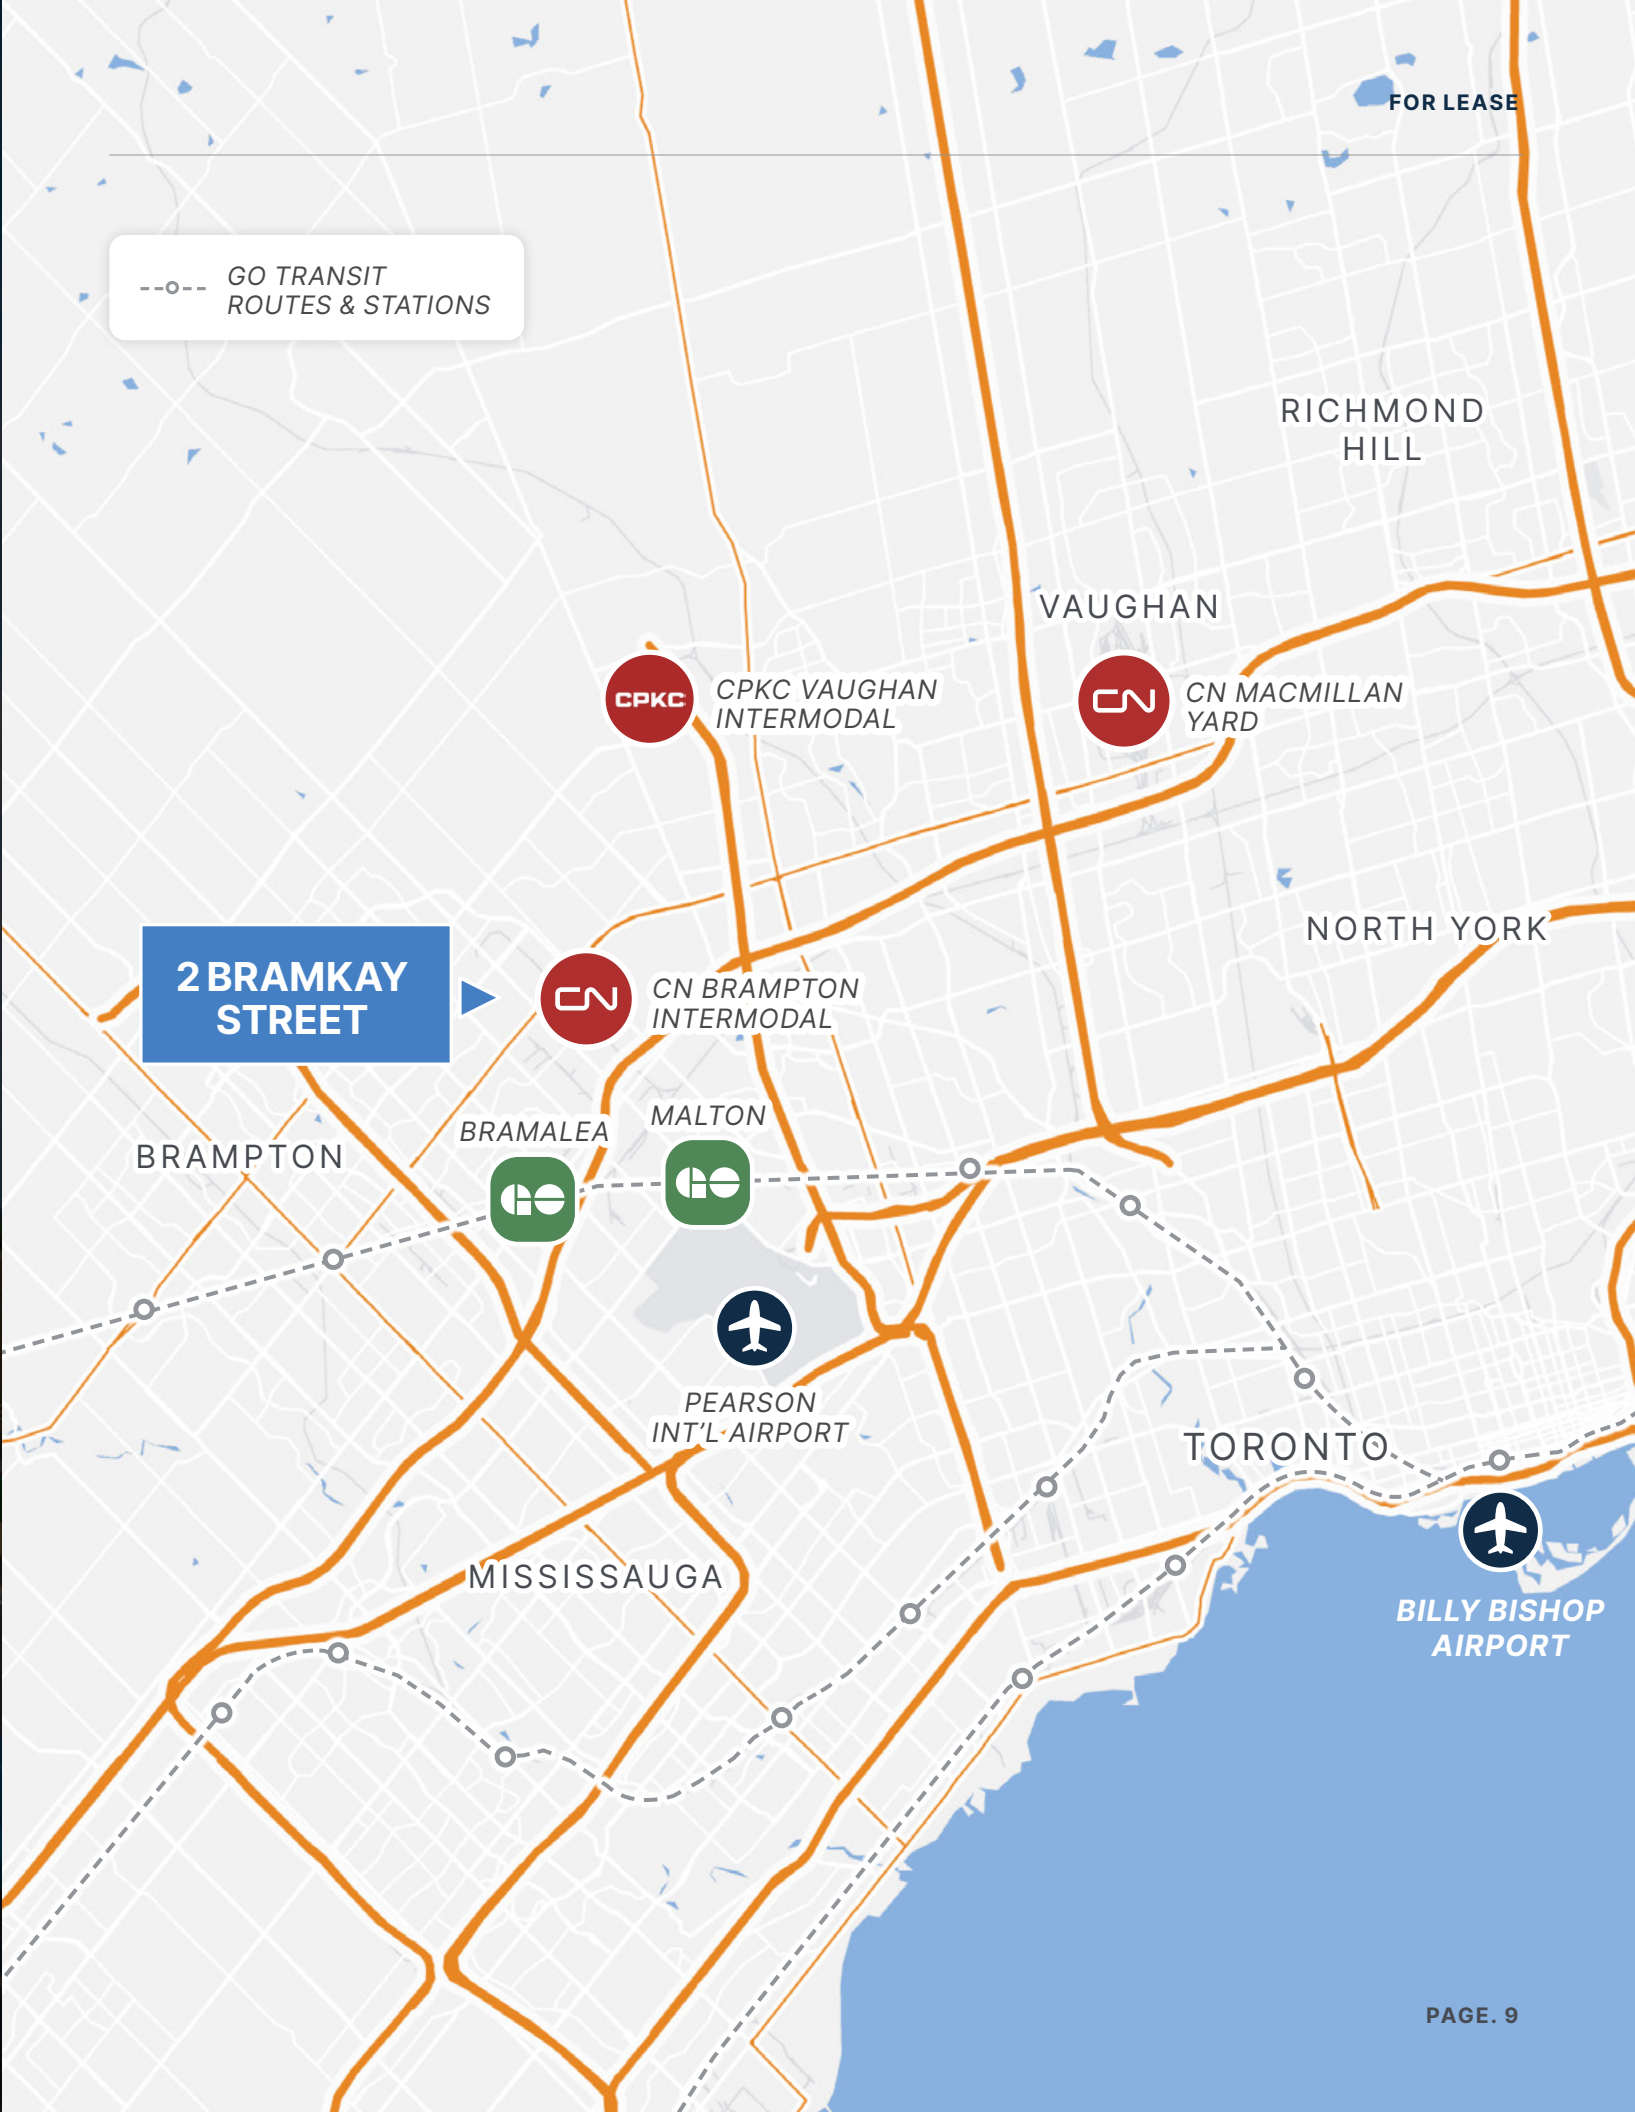 FOR LEASE
GO TRANSIT
ROUTES & STATIONS
RICHMOND
HILL
VAUGHAN
CPKC
CPKC VAUGHAN
INTERMODAL
CN
CN MACMILLAN
YARD
NORTH YORK
2 BRAMKAY
STREET
CN
CN BRAMPTON
INTERMODAL
BRAMALEA
MALTON
BRAMPTON
GO
GO
PEARSON
INT'L AIRPORT
TORONTO
MISSISSAUGA
BILLY BISHOP
AIRPORT
PAGE. 9